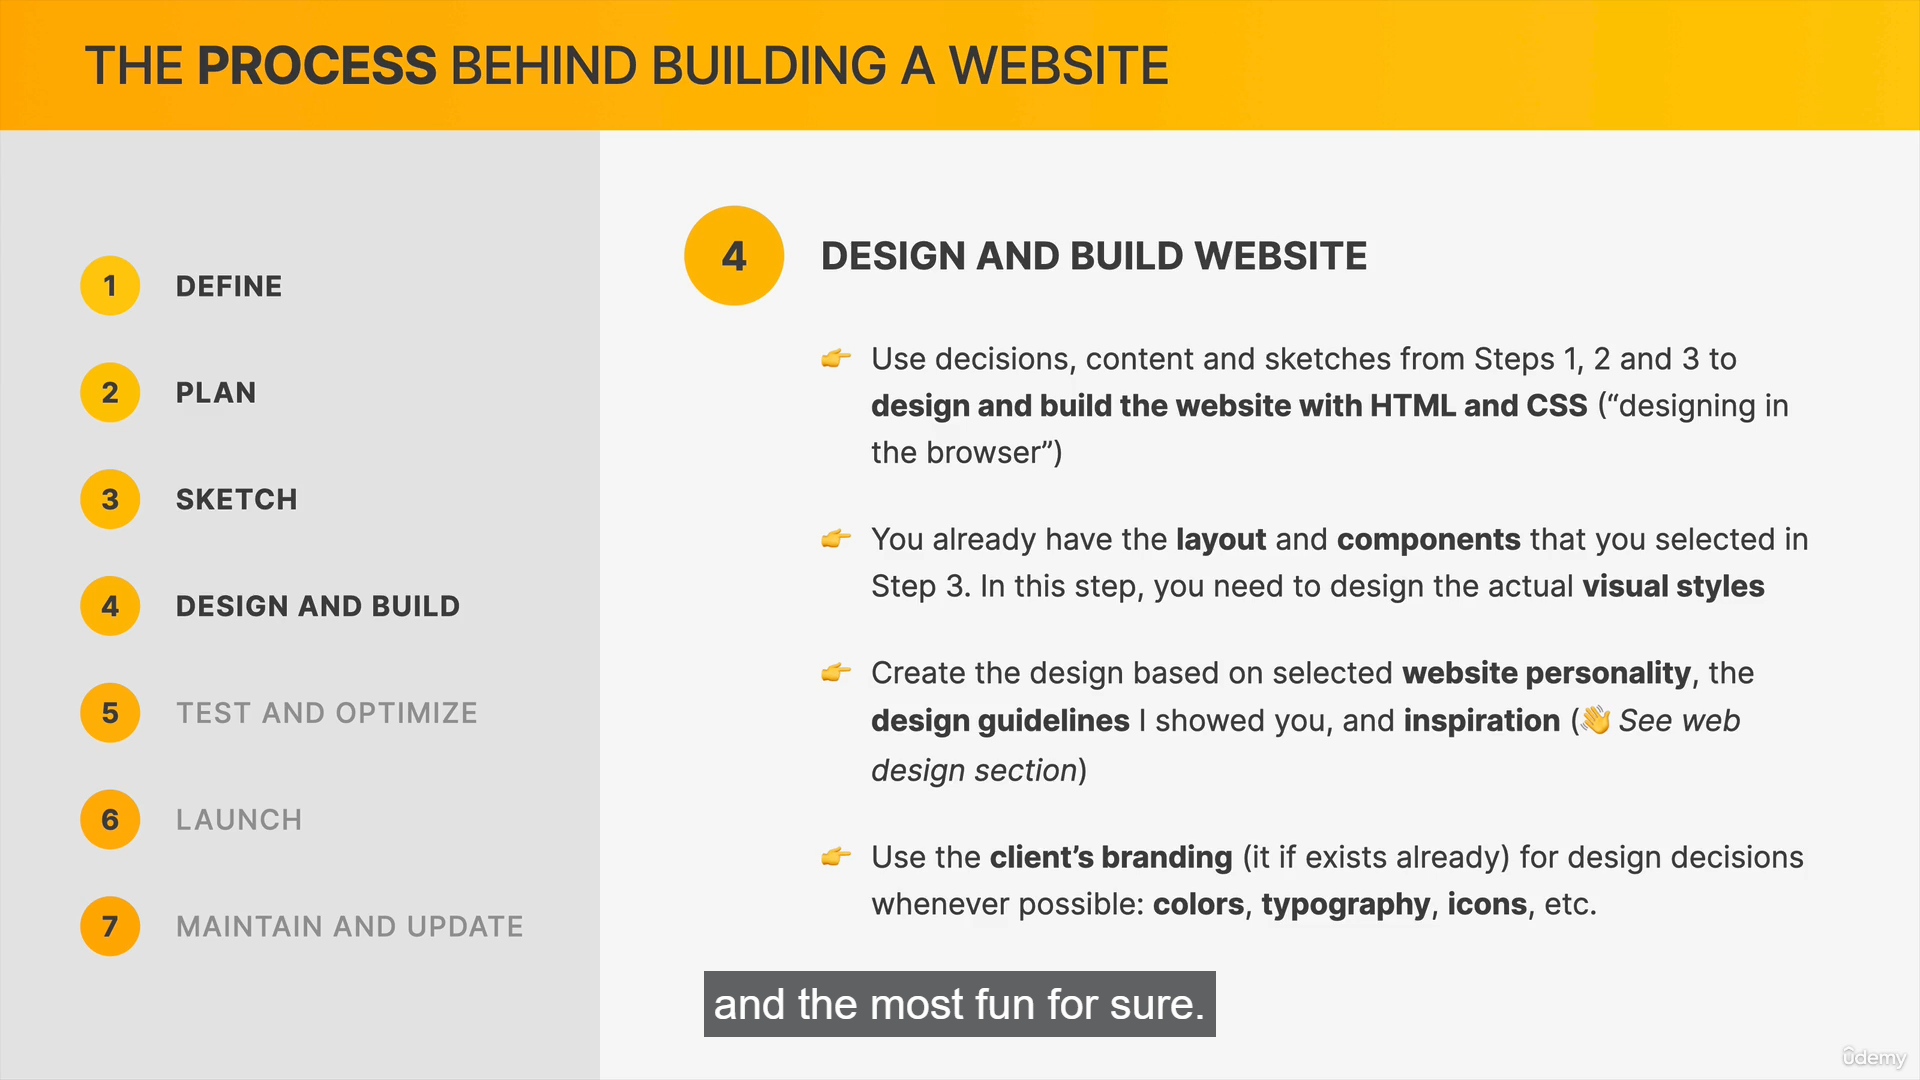 THE PROCESS BEHIND BUILDING A WEBSITE
1 DEFINE
2 PLAN
3 SKETCH
4 DESIGN AND BUILD
5 TEST AND OPTIMIZE
6 LAUNCH
7 MAINTAIN AND UPDATE
4 DESIGN AND BUILD WEBSITE
Use decisions, content and sketches from Steps 1, 2 and 3 to
design and build the website with HTML and CSS (“designing in
the browser”)
You already have the layout and components that you selected in
Step 3. In this step, you need to design the actual visual styles
Create the design based on selected website personality, the
design guidelines I showed you, and inspiration (👋 See web
design section)
Use the client’s branding (it if exists already) for design decisions
whenever possible: colors, typography, icons, etc.
and the most fun for sure.
ûdemy